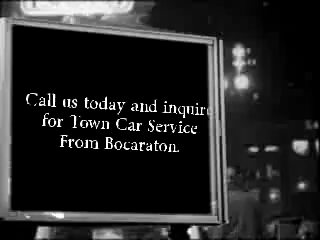 Call us today and inquire
for Town Car Service
From Bocaraton.